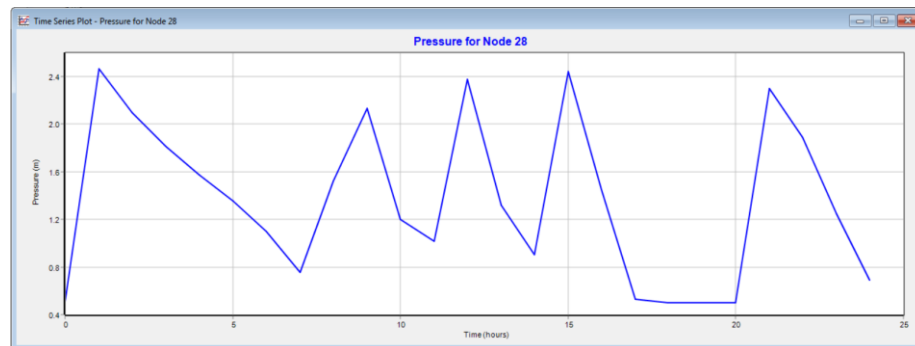 Time Series Plot - Pressure for Node 28
Pressure for Node 28
2.4
2.0
1.6
1.2
0.8
0.4
Pressure (m)
0 5 10 15 20 25
Time (hours)